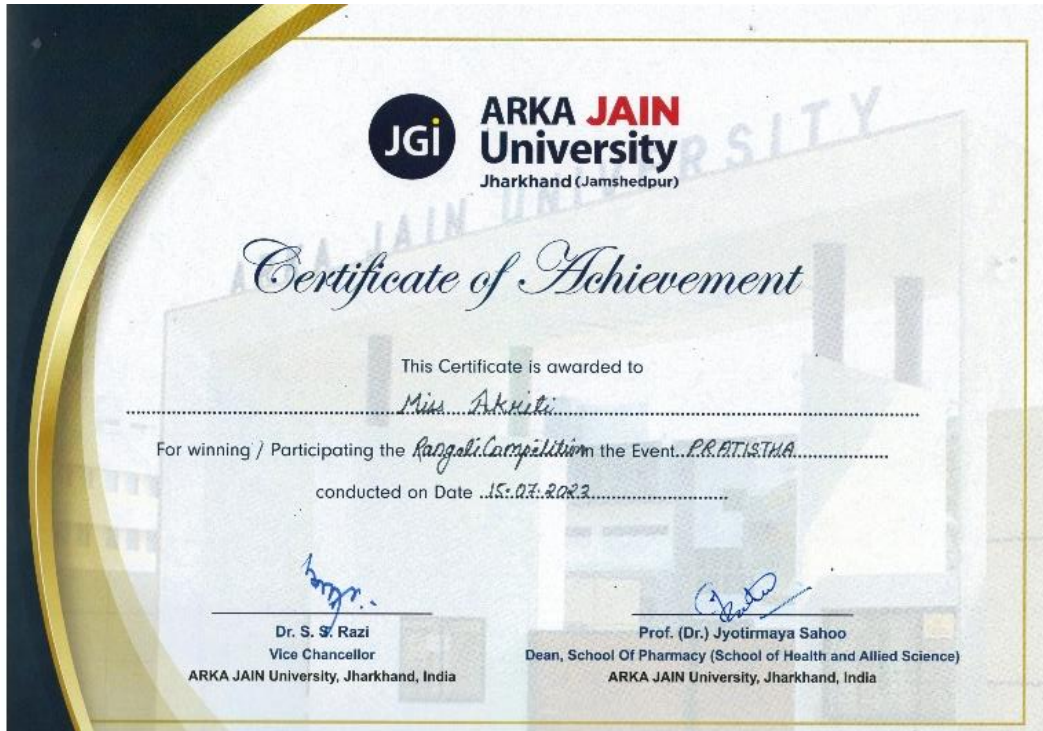 JGi
ARKA JAIN
University
Jharkhand (Jamshedpur)
ARKA JAIN UNIVERSITY
Certificate of Achievement
This Certificate is awarded to
Miss Akriti
For winning / Participating the Rangoli Competition the Event PRATISTHA
conducted on Date 15.07.2023
Dr. S. S. Razi
Vice Chancellor
ARKA JAIN University, Jharkhand, India
Prof. (Dr.) Jyotirmaya Sahoo
Dean, School Of Pharmacy (School of Health and Allied Science)
ARKA JAIN University, Jharkhand, India